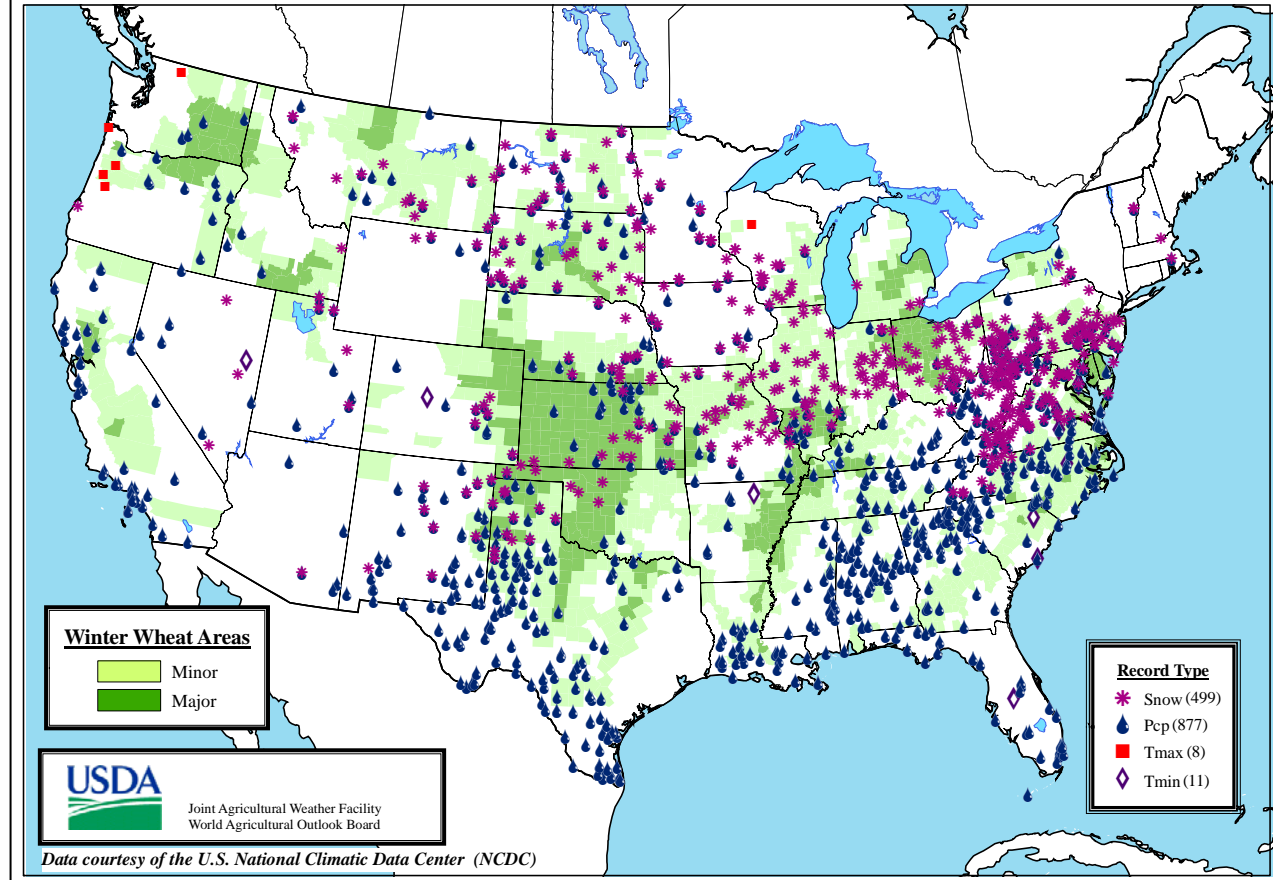 Winter Wheat Areas
Minor
Major
Record Type
Snow (499)
Pcp (877)
Tmax (8)
Tmin (11)
USDA
Joint Agricultural Weather Facility
World Agricultural Outlook Board
Data courtesy of the U.S. National Climatic Data Center (NCDC)